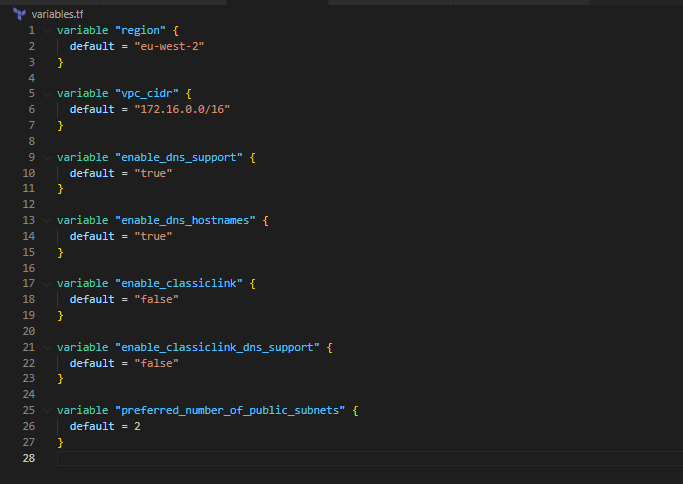 variables.tf
1 variable "region" {
2 default = "eu-west-2"
3 }
4
5 variable "vpc_cidr" {
6 default = "172.16.0.0/16"
7 }
8
9 variable "enable_dns_support" {
10 default = "true"
11 }
12
13 variable "enable_dns_hostnames" {
14 default = "true"
15 }
16
17 variable "enable_classiclink" {
18 default = "false"
19 }
20
21 variable "enable_classiclink_dns_support" {
22 default = "false"
23 }
24
25 variable "preferred_number_of_public_subnets" {
26 default = 2
27 }
28